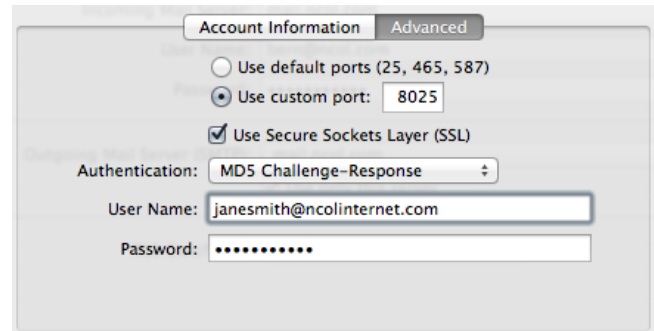 Account Information Advanced
Use default ports (25, 465, 587)
Use custom port: 8025
Use Secure Sockets Layer (SSL)
Authentication: MD5 Challenge-Response
User Name: janesmith@ncolinternet.com
Password: •••••••••••